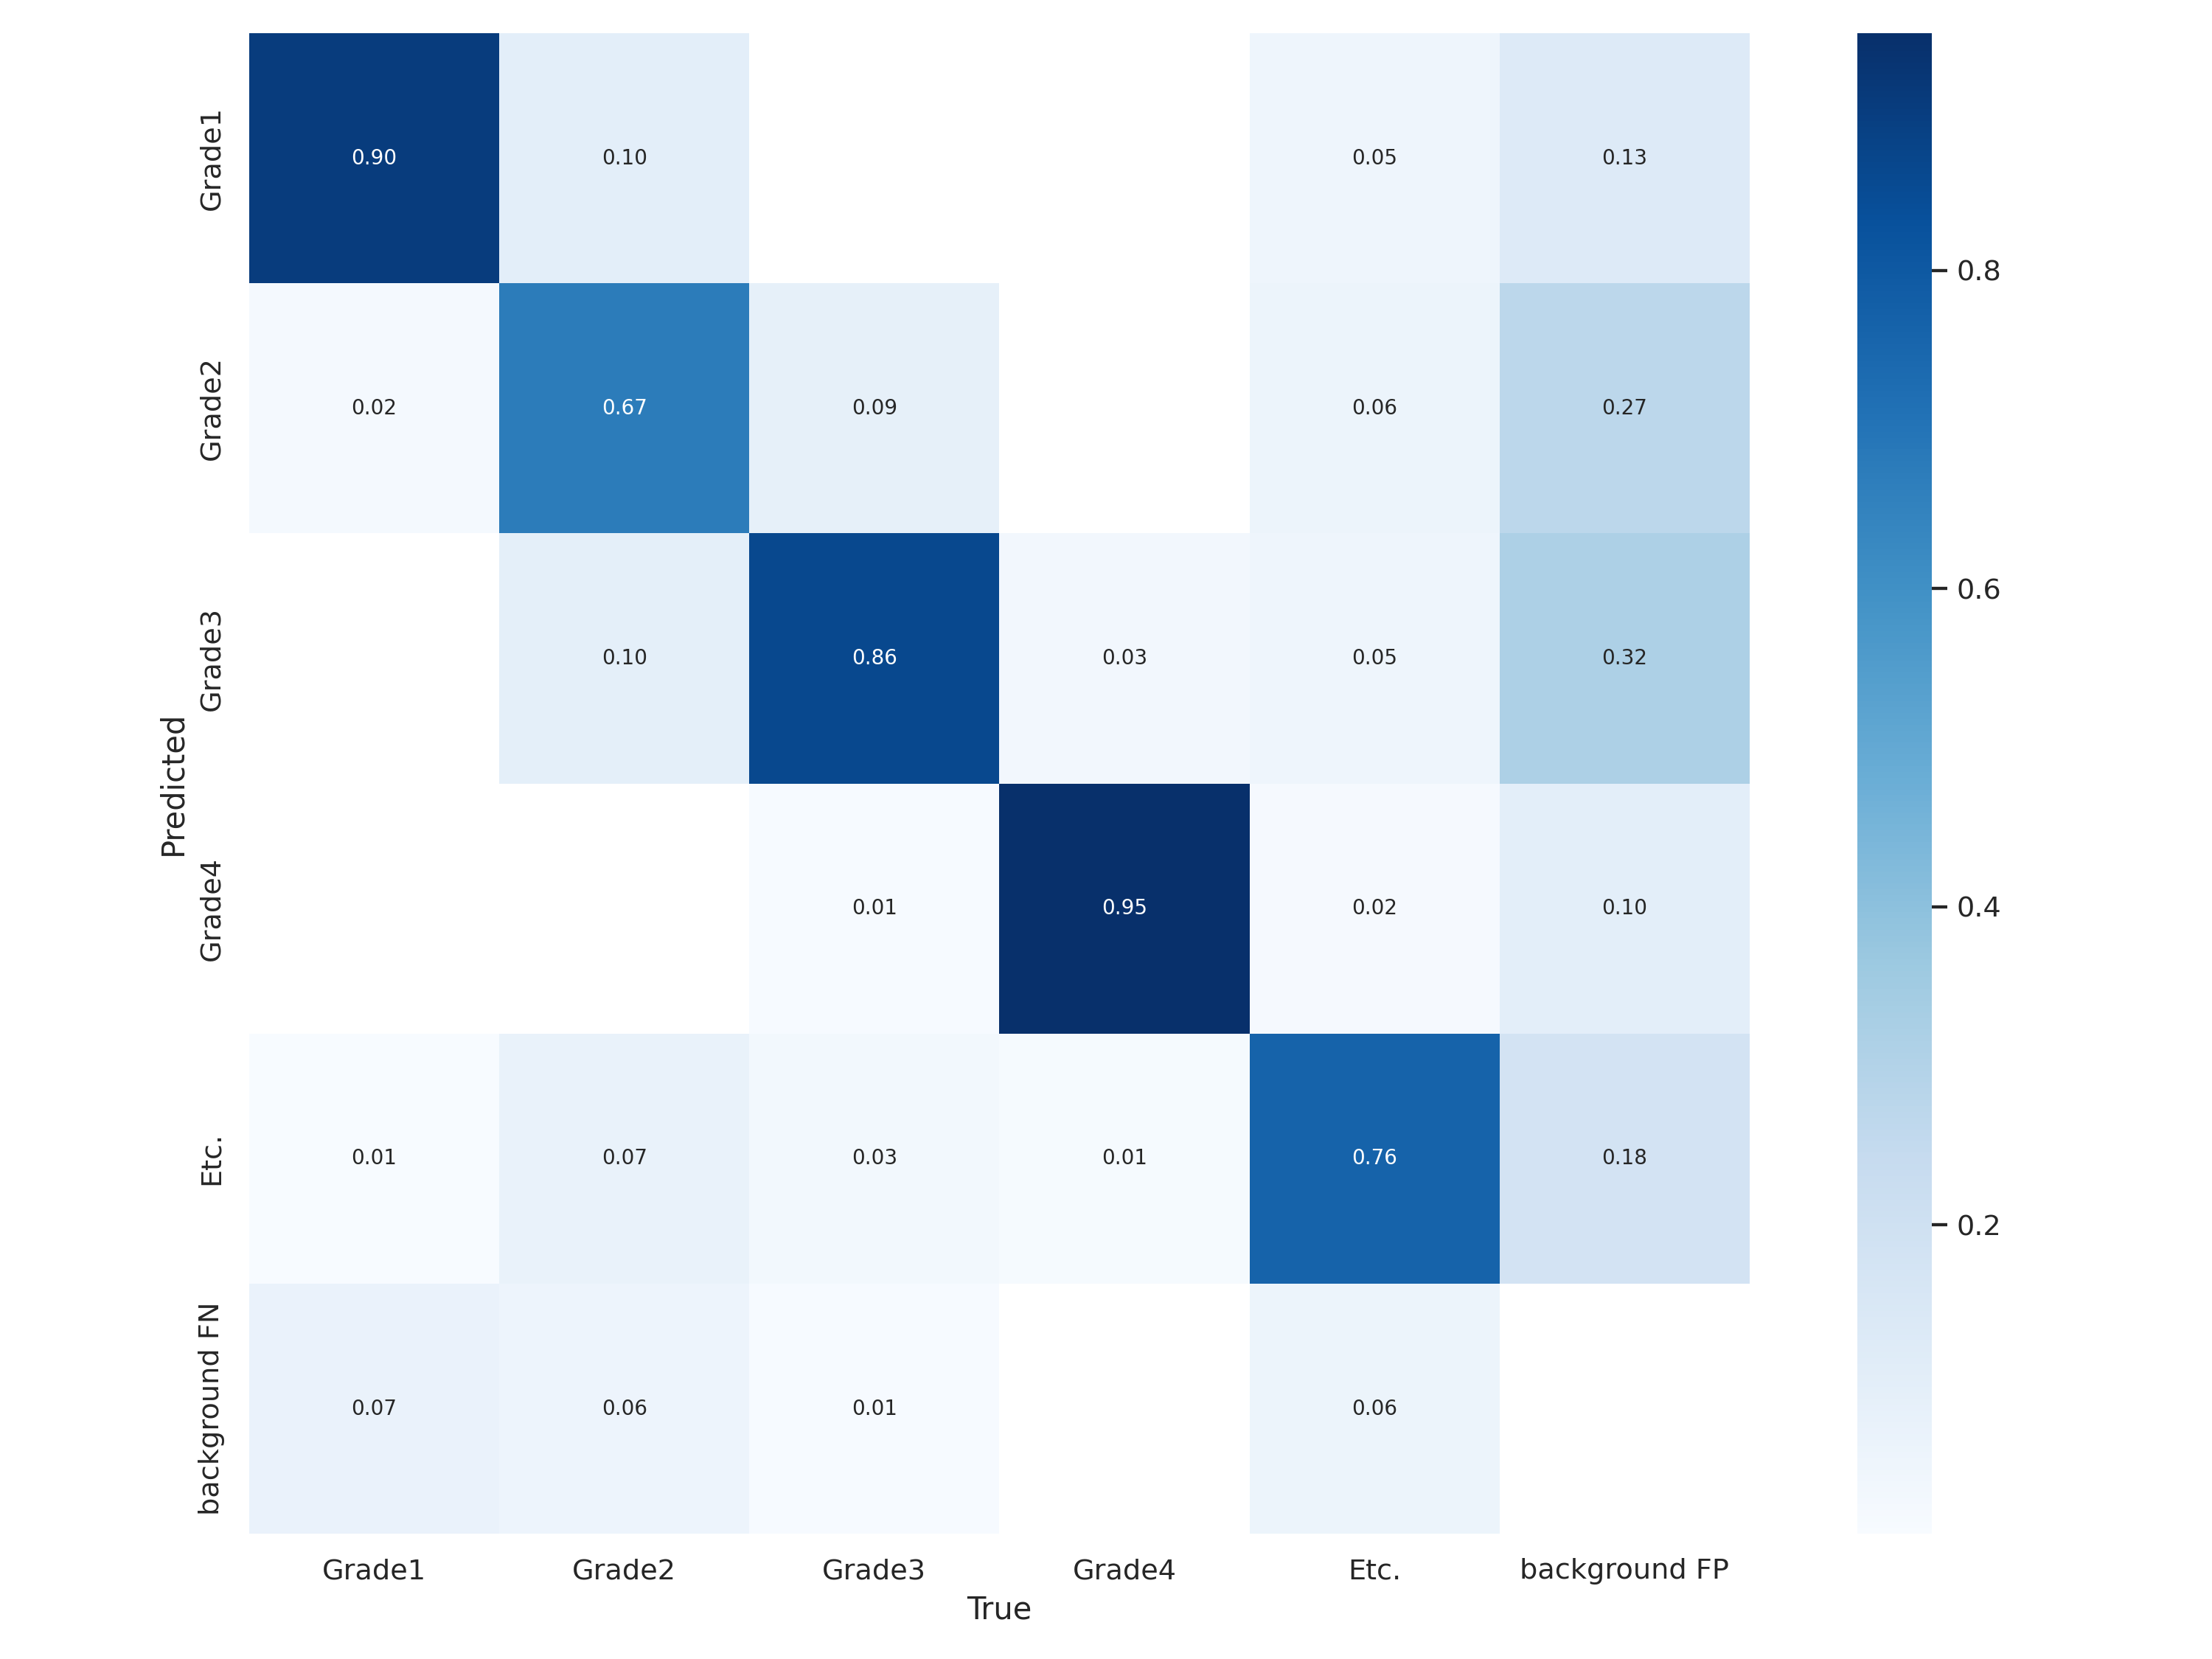 Grade1 0.90 0.10 0.05 0.13
0.8
Grade2 0.02 0.67 0.09 0.06 0.27
0.6
Grade3 0.10 0.86 0.03 0.05 0.32
Predicted
Grade4 0.01 0.95 0.02 0.10
0.4
Etc. 0.01 0.07 0.03 0.01 0.76 0.18
0.2
background FN 0.07 0.06 0.01 0.06
Grade1 Grade2 Grade3 Grade4 Etc. background FP
True